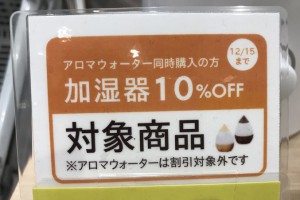 アロマウォーター同時購入の方
12/15
まで
加湿器10%OFF
対象商品
※アロマウォーターは割引対象外です